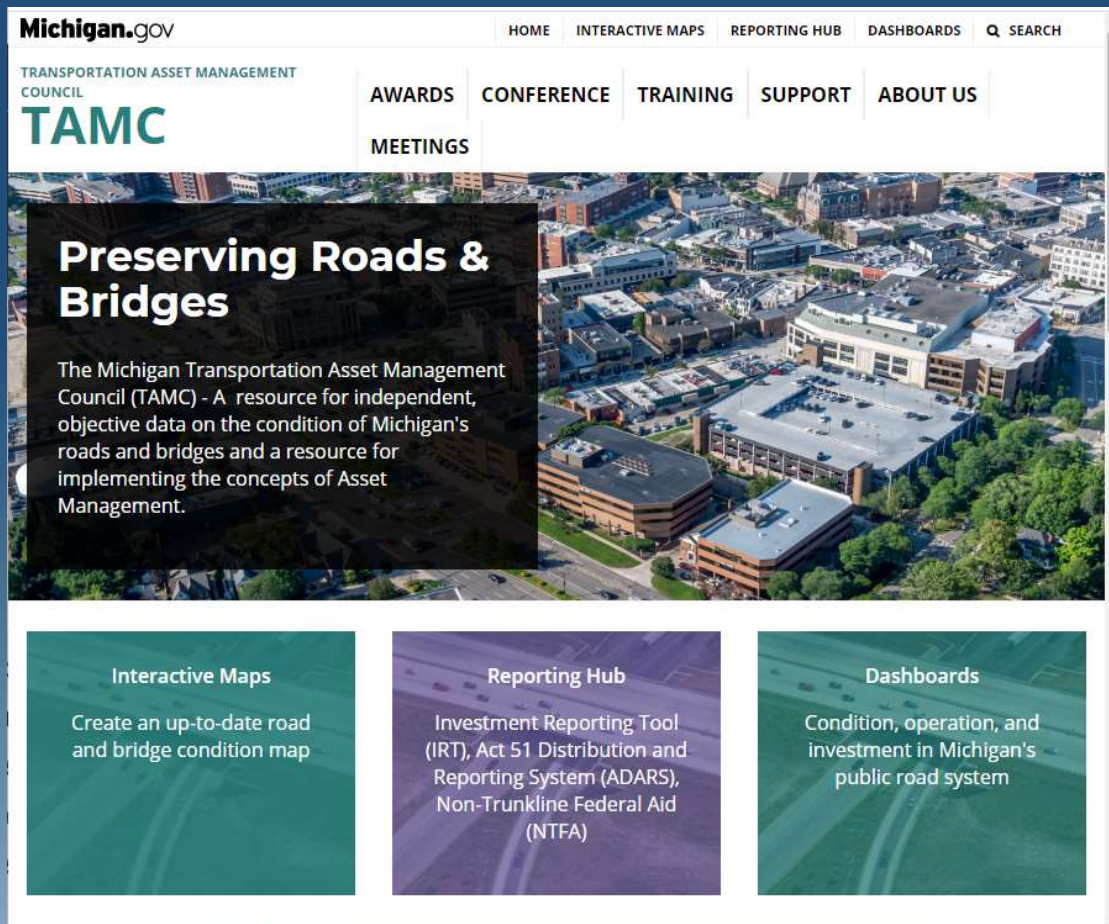 Michigan.gov
HOME
INTERACTIVE MAPS
REPORTING HUB
DASHBOARDS
SEARCH
TRANSPORTATION ASSET MANAGEMENT
COUNCIL
TAMC
AWARDS
CONFERENCE
TRAINING
SUPPORT
ABOUT US
MEETINGS
Preserving Roads &
Bridges
The Michigan Transportation Asset Management
Council (TAMC) - A resource for independent,
objective data on the condition of Michigan's
roads and bridges and a resource for
implementing the concepts of Asset
Management.
Interactive Maps
Create an up-to-date road
and bridge condition map
Reporting Hub
Investment Reporting Tool
(IRT), Act 51 Distribution and
Reporting System (ADARS),
Non-Trunkline Federal Aid
(NTFA)
Dashboards
Condition, operation, and
investment in Michigan's
public road system